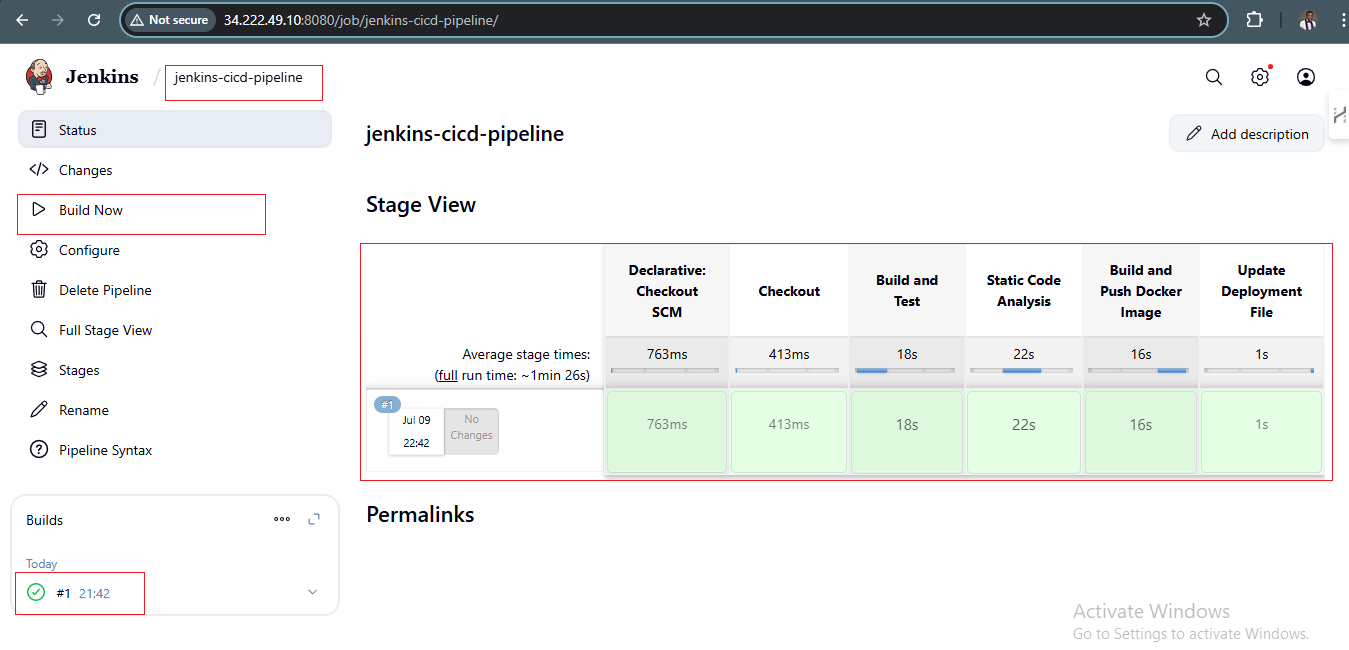 Not secure 34.222.49.10:8080/job/jenkins-cicd-pipeline/
Jenkins / jenkins-cicd-pipeline
Status
Changes
Build Now
Configure
Delete Pipeline
Full Stage View
Stages
Rename
Pipeline Syntax
Builds
Today
#1 21:42
jenkins-cicd-pipeline
Add description
Stage View
Declarative:
Checkout
SCM
Checkout
Build and
Test
Static Code
Analysis
Build and
Push Docker
Image
Update
Deployment
File
Average stage times:
(full run time: ~1min 26s)
763ms 413ms 18s 22s 16s 1s
#1
Jul 09
22:42
No
Changes
763ms 413ms 18s 22s 16s 1s
Permalinks
Activate Windows
Go to Settings to activate Windows.